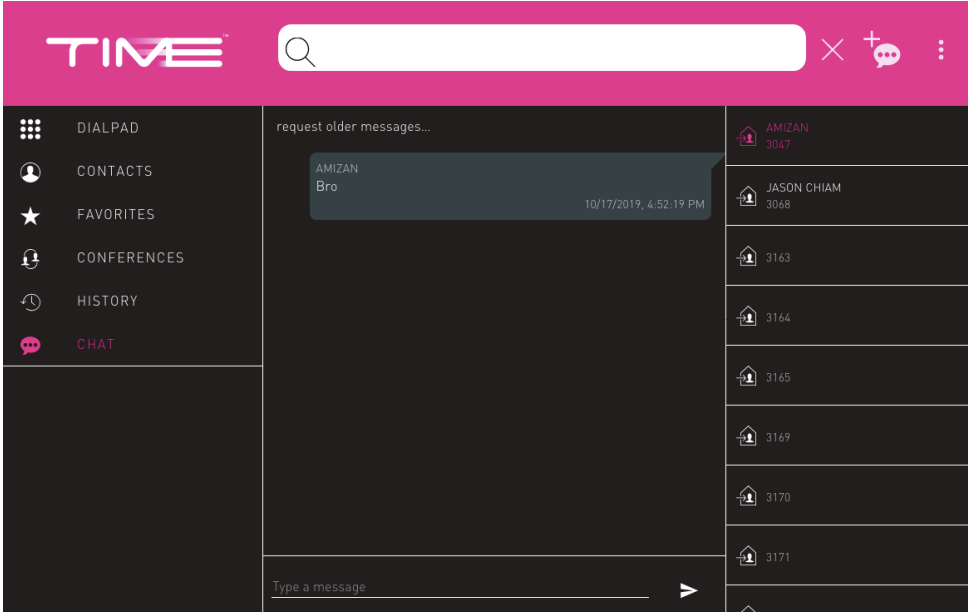 TIME™
DIALPAD
CONTACTS
FAVORITES
CONFERENCES
HISTORY
CHAT
request older messages...
AMIZAN
Bro
10/17/2019, 4:52:19 PM
Type a message
AMIZAN
3047
JASON CHIAM
3068
3163
3164
3165
3169
3170
3171